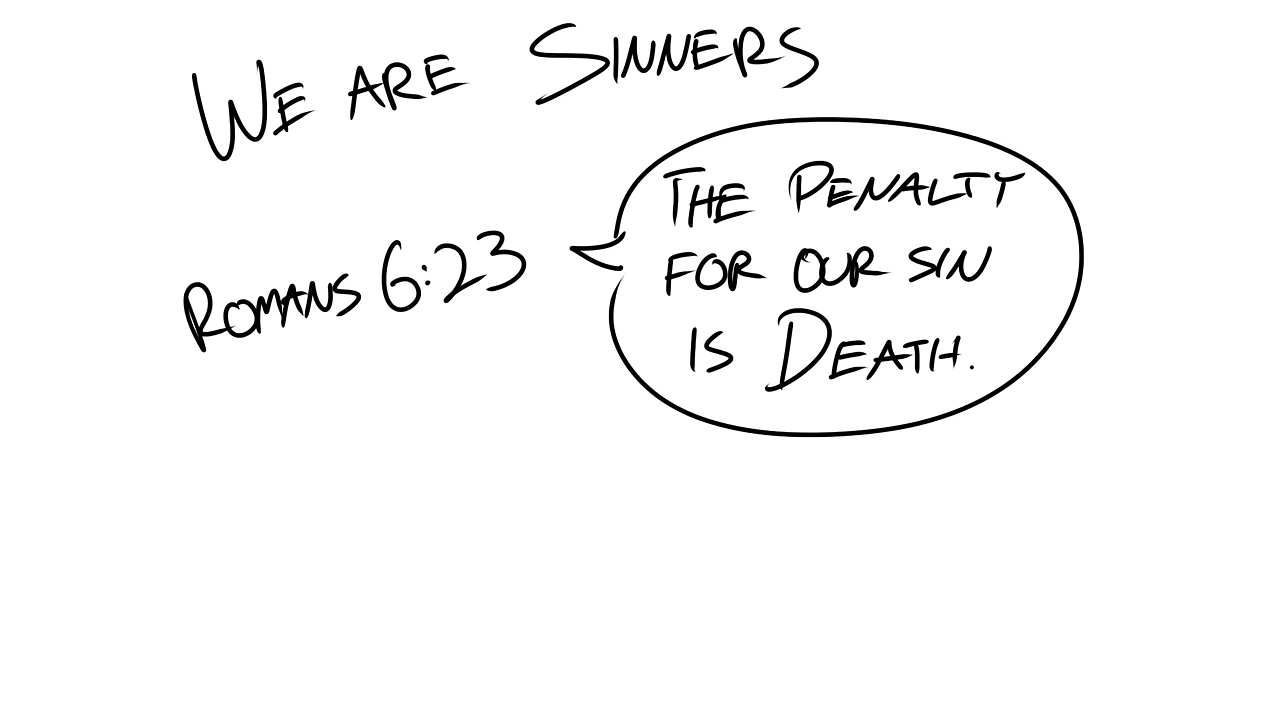 We are Sinners
Romans 6:23
The Penalty
for our sin
is Death.